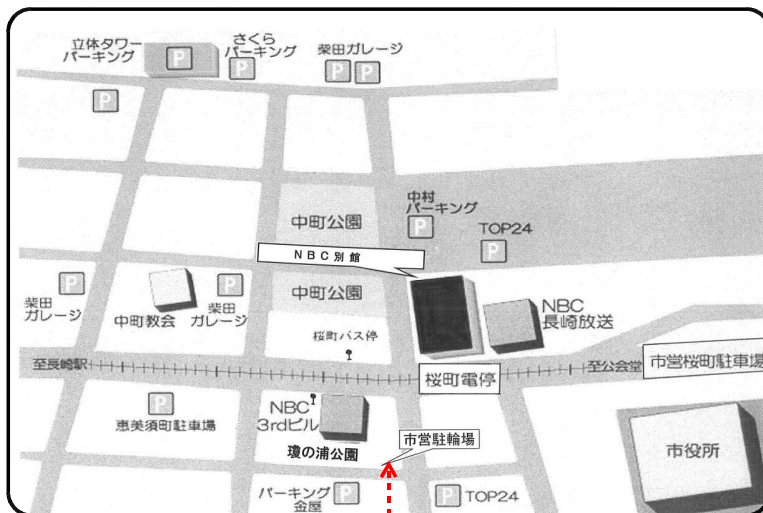 立体タワー
パーキング
P
さくら
パーキング
P
柴田ガレージ
P P
P
中町公園
中村
パーキング
P
TOP24
P
NBC別館
中町公園
P
柴田
ガレージ
中町教会
P
柴田
ガレージ
NBC
長崎放送
桜町バス停
至長崎駅
桜町電停
至公会堂
市営桜町駐車場
P
恵美須町駐車場
NBC
3rdビル
瓊の浦公園
市営駐輪場
市役所
パーキング
金屋
P
P
TOP24